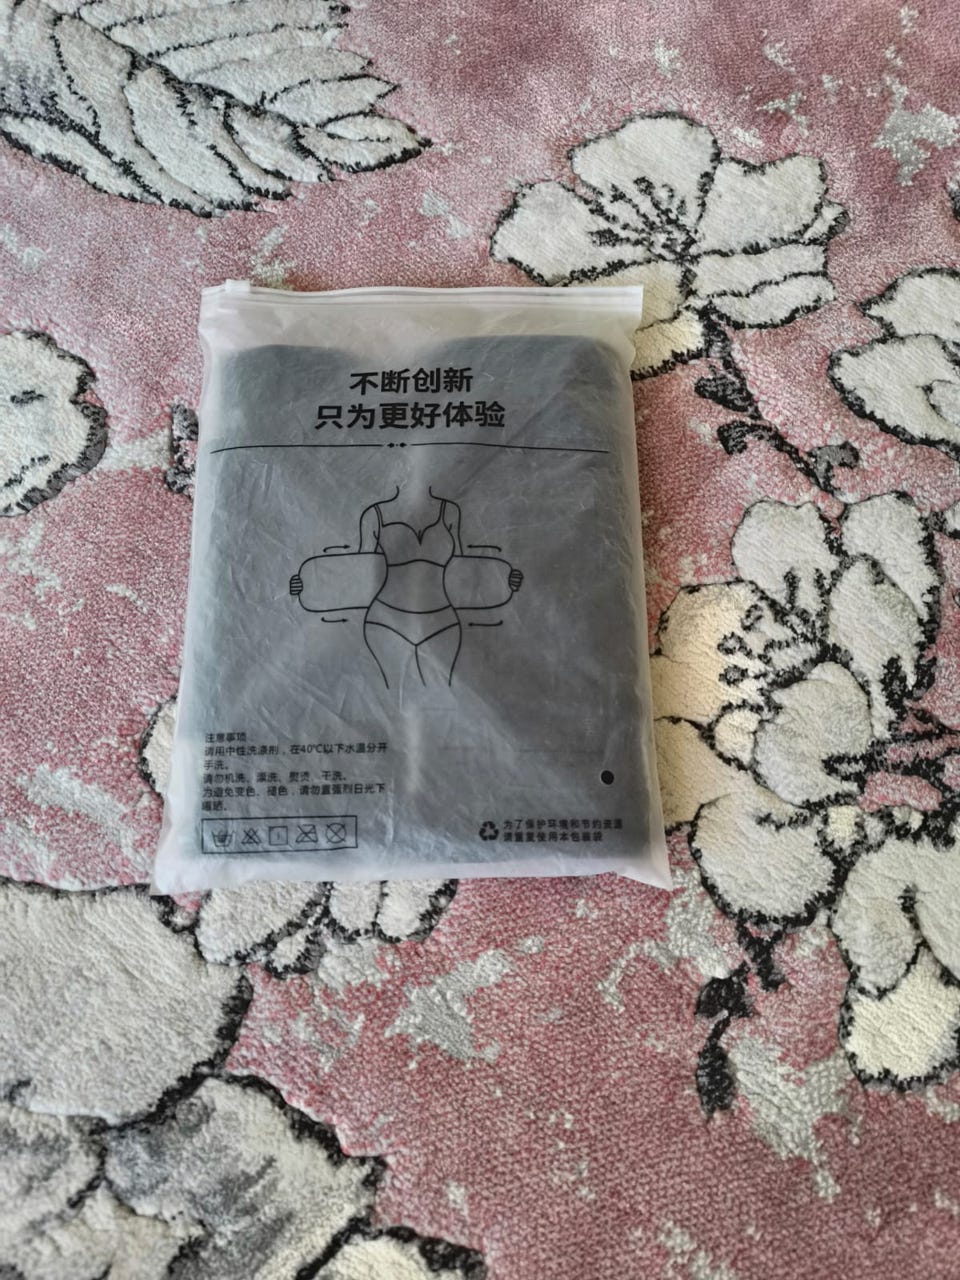 不断创新
只为更好体验
注意事项:
请用中性洗涤剂，在40℃以下水温分开
手洗。
请勿机洗、漂洗、熨烫、干洗。
为避免变色、褪色，请勿置强烈日光下
曝晒。
为了保护环境和节约资源
请重复使用本包装袋